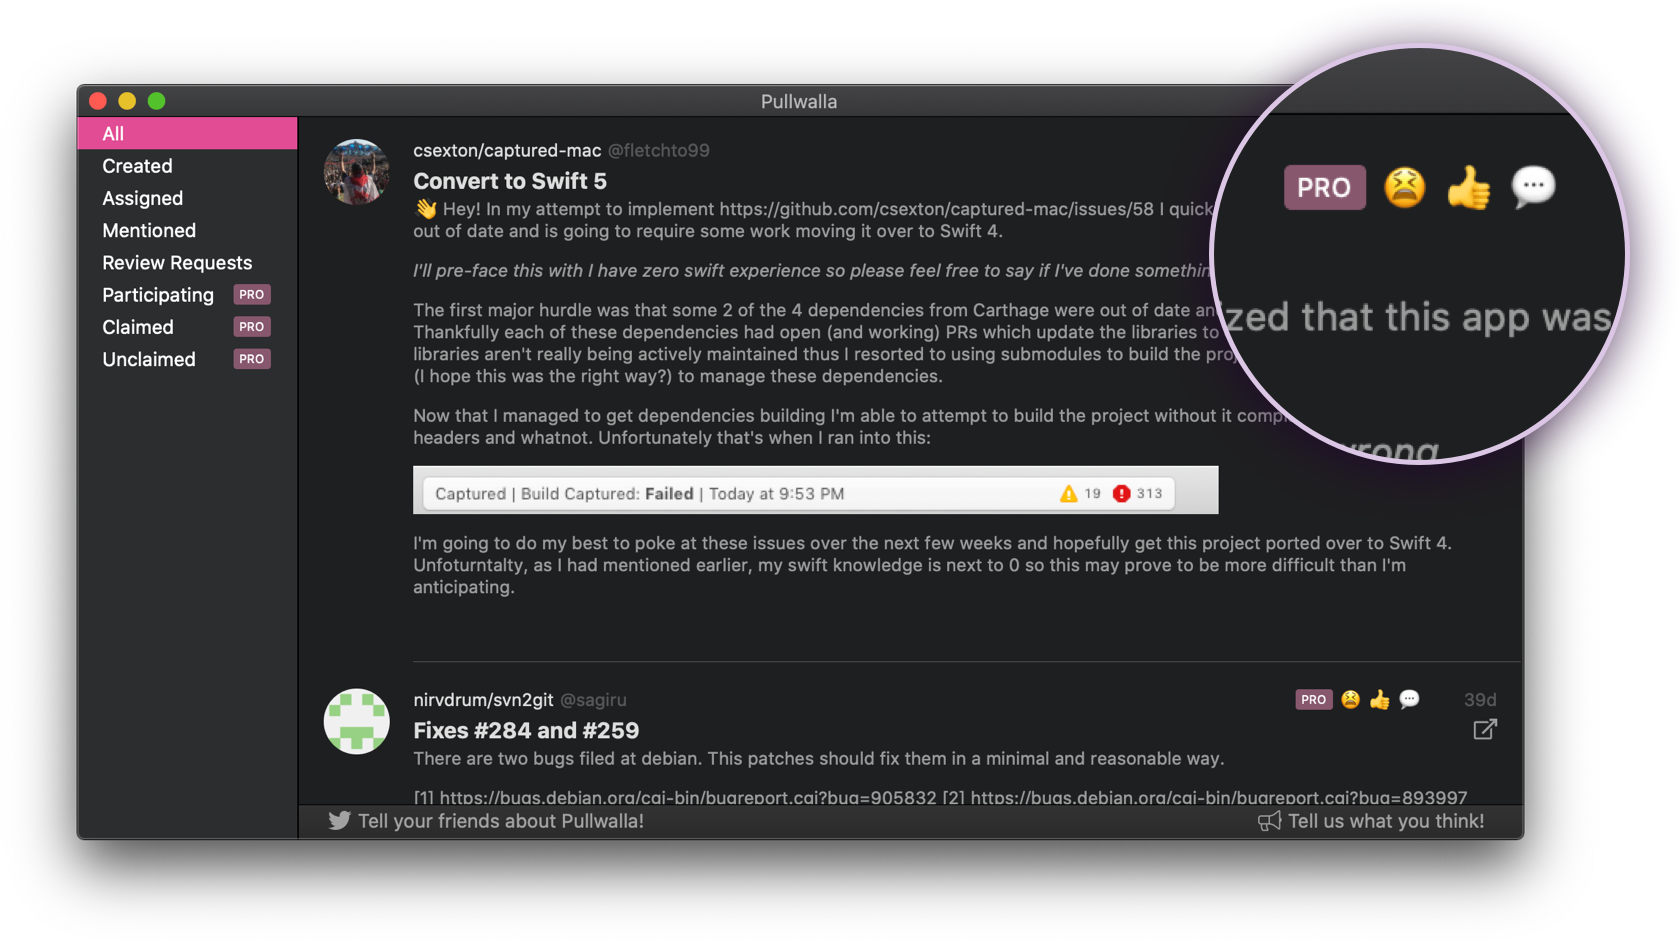 Pullwalla
All
Created
Assigned
Mentioned
Review Requests
Participating PRO
Claimed PRO
Unclaimed PRO
csexton/captured-mac @fletchto99
Convert to Swift 5
👋 Hey! In my attempt to implement https://github.com/csexton/captured-mac/issues/58 I quick
out of date and is going to require some work moving it over to Swift 4.
I'll pre-face this with I have zero swift experience so please feel free to say if I've done somethin
The first major hurdle was that some 2 of the 4 dependencies from Carthage were out of date an
Thankfully each of these dependencies had open (and working) PRs which update the libraries to
libraries aren't really being actively maintained thus I resorted to using submodules to build the proj
(I hope this was the right way?) to manage these dependencies.
Now that I managed to get dependencies building I'm able to attempt to build the project without it comp
headers and whatnot. Unfortunately that's when I ran into this:
Captured | Build Captured: Failed | Today at 9:53 PM 19 313
I'm going to do my best to poke at these issues over the next few weeks and hopefully get this project ported over to Swift 4.
Unfoturntalty, as I had mentioned earlier, my swift knowledge is next to 0 so this may prove to be more difficult than I'm
anticipating.
PRO 😫 👍 💬
ized that this app was
wrong
nirvdrum/svn2git @sagiru PRO 😫 👍 💬 39d
Fixes #284 and #259
There are two bugs filed at debian. This patches should fix them in a minimal and reasonable way.
[1] https://bugs.debian.org/cgi-bin/bugreport.cgi?bug=905832 [2] https://bugs.debian.org/cgi-bin/bugreport.cgi?bug=893997
Tell your friends about Pullwalla! Tell us what you think!